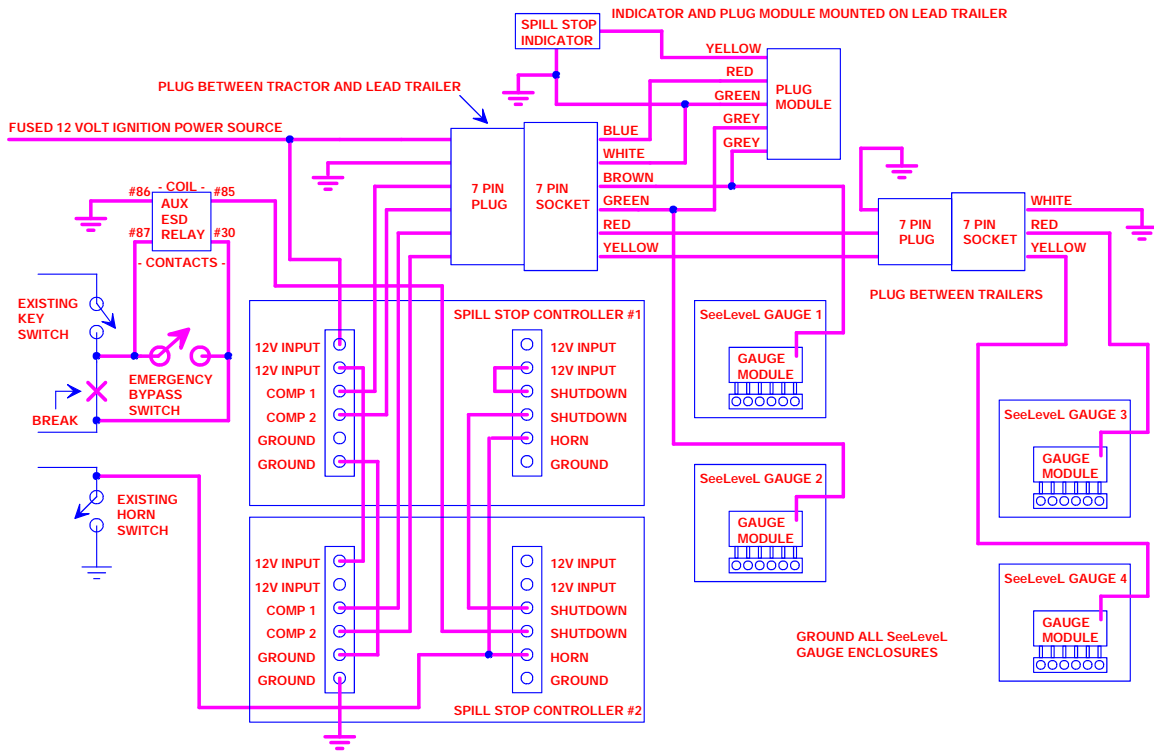 INDICATOR AND PLUG MODULE MOUNTED ON LEAD TRAILER
SPILL STOP
INDICATOR
YELLOW
RED
GREEN
GREY
GREY
PLUG
MODULE
PLUG BETWEEN TRACTOR AND LEAD TRAILER
FUSED 12 VOLT IGNITION POWER SOURCE
7 PIN
PLUG
7 PIN
SOCKET
BLUE
WHITE
BROWN
GREEN
RED
YELLOW
7 PIN
PLUG
7 PIN
SOCKET
WHITE
RED
YELLOW
PLUG BETWEEN TRAILERS
- COIL -
#86
#85
AUX
ESD
RELAY
#87
#30
- CONTACTS -
EXISTING
KEY
SWITCH
EMERGENCY
BYPASS
SWITCH
BREAK
EXISTING
HORN
SWITCH
SPILL STOP CONTROLLER #1
12V INPUT
12V INPUT
COMP 1
COMP 2
GROUND
GROUND
12V INPUT
12V INPUT
SHUTDOWN
SHUTDOWN
HORN
GROUND
12V INPUT
12V INPUT
COMP 1
COMP 2
GROUND
GROUND
12V INPUT
12V INPUT
SHUTDOWN
SHUTDOWN
HORN
GROUND
SPILL STOP CONTROLLER #2
SeeLeveL GAUGE 1
GAUGE
MODULE
SeeLeveL GAUGE 2
GAUGE
MODULE
SeeLeveL GAUGE 3
GAUGE
MODULE
SeeLeveL GAUGE 4
GAUGE
MODULE
GROUND ALL SeeLeveL
GAUGE ENCLOSURES